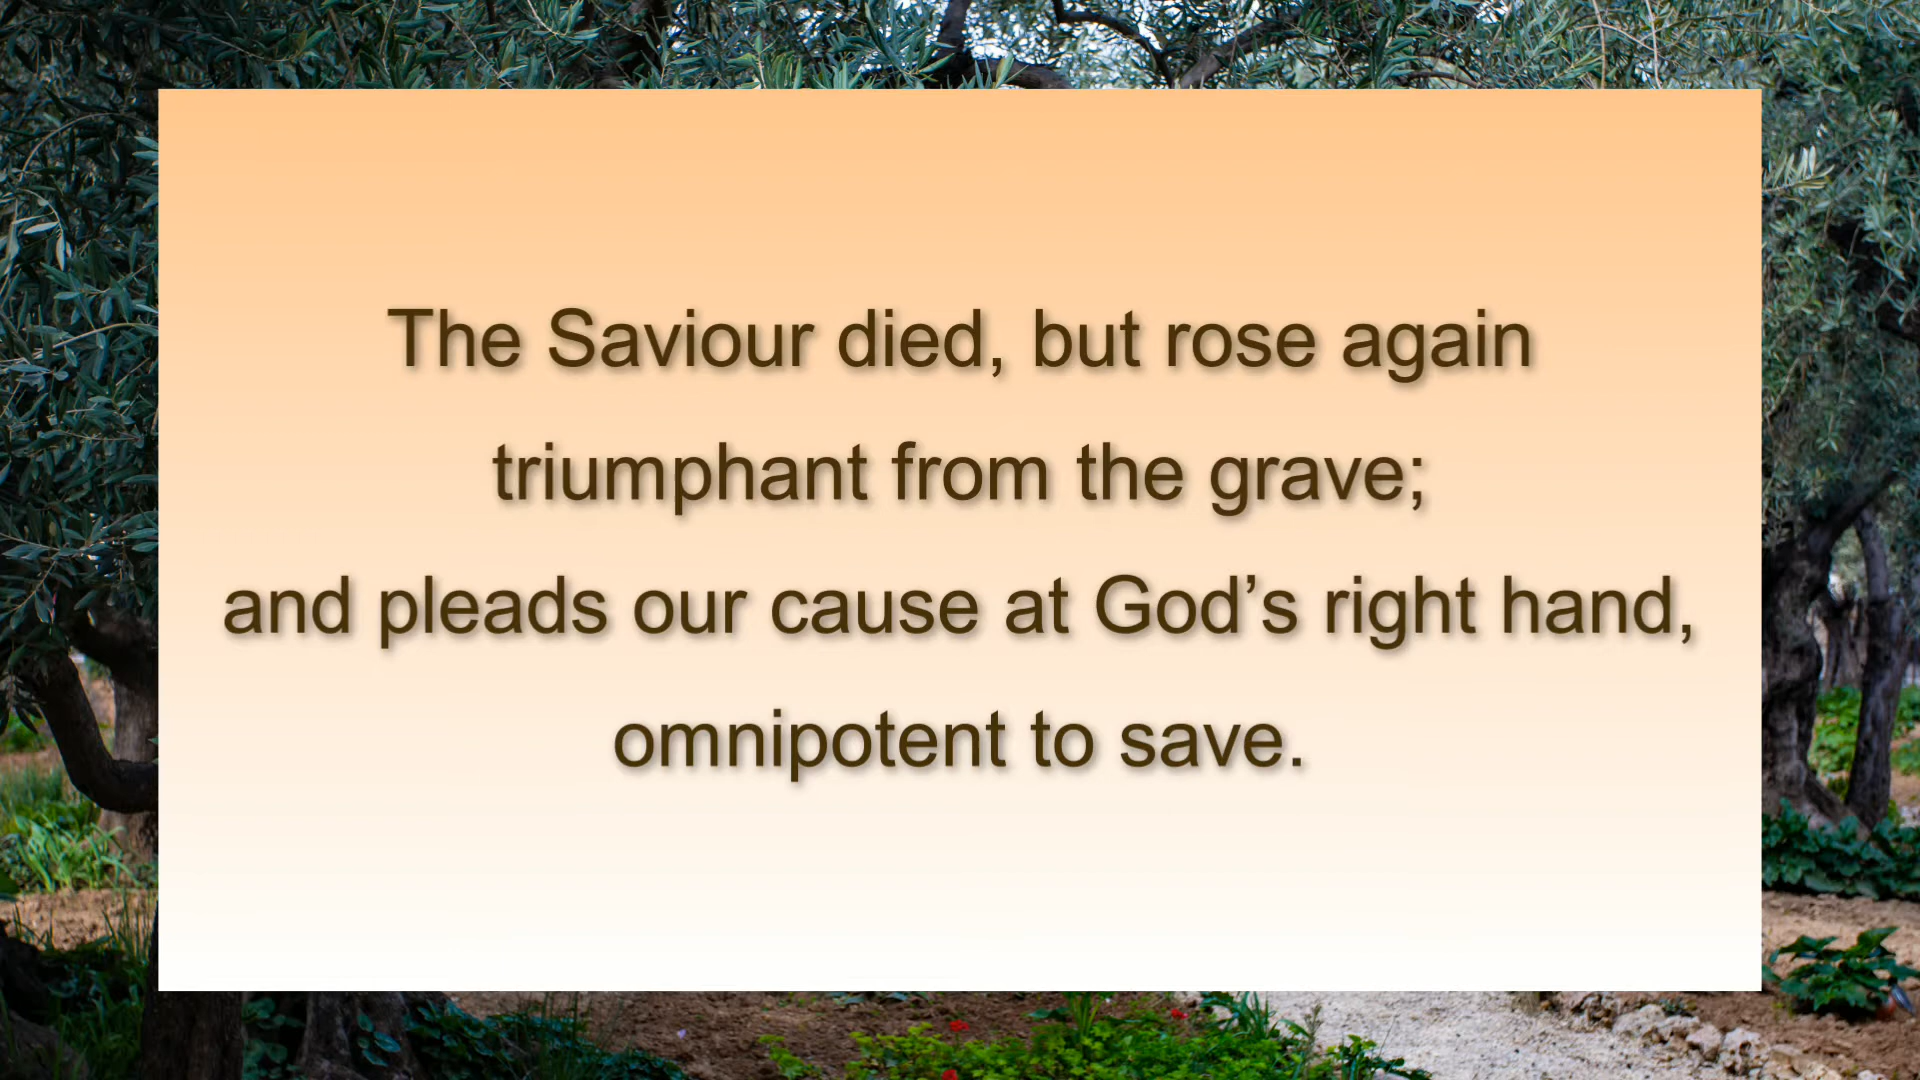 The Saviour died, but rose again
triumphant from the grave;
and pleads our cause at God’s right hand,
omnipotent to save.